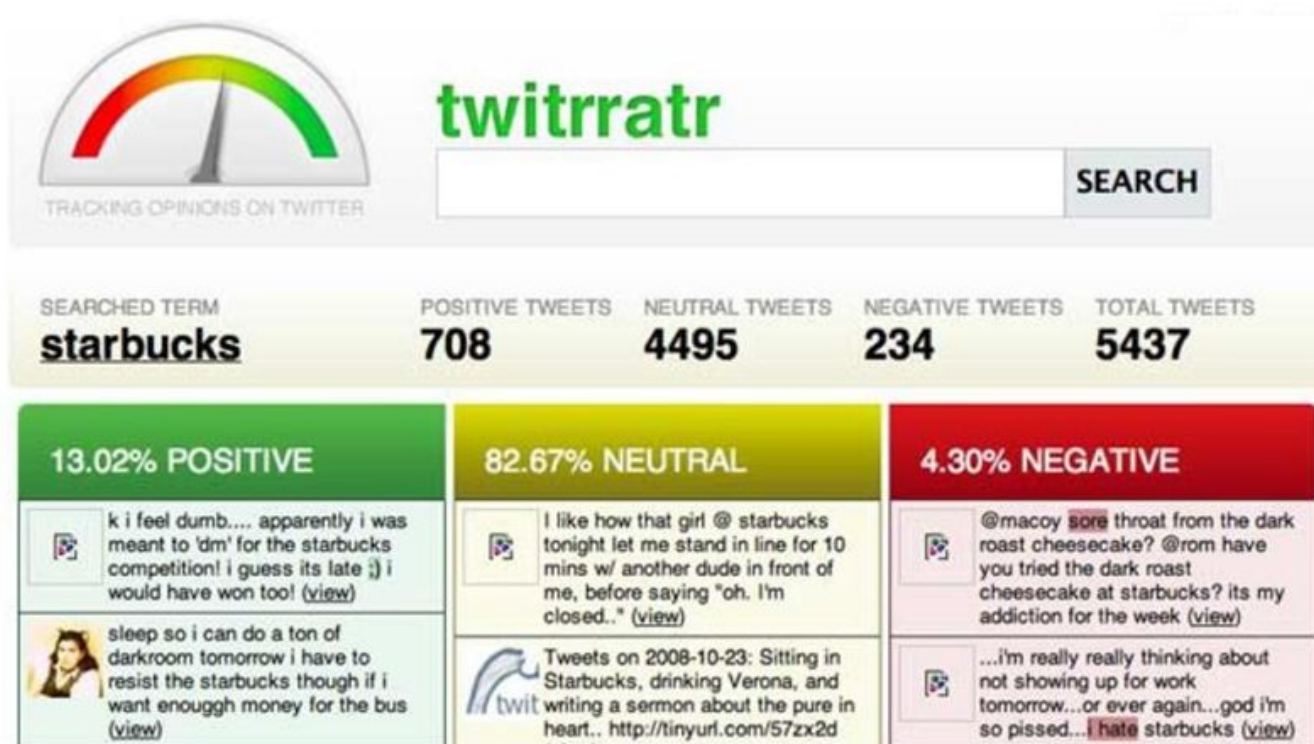 twitrratr
SEARCH
TRACKING OPINIONS ON TWITTER
SEARCHED TERM
starbucks
POSITIVE TWEETS
708
NEUTRAL TWEETS
4495
NEGATIVE TWEETS
234
TOTAL TWEETS
5437
13.02% POSITIVE
k i feel dumb.... apparently i was
meant to 'dm' for the starbucks
competition! i guess its late ;) i
would have won too! (view)
sleep so i can do a ton of
darkroom tomorrow i have to
resist the starbucks though if i
want enouggh money for the bus
(view)
82.67% NEUTRAL
I like how that girl @ starbucks
tonight let me stand in line for 10
mins w/ another dude in front of
me, before saying "oh. I'm
closed.." (view)
twit
Tweets on 2008-10-23: Sitting in
Starbucks, drinking Verona, and
writing a sermon about the pure in
heart.. http://tinyurl.com/57zx2d
4.30% NEGATIVE
@macoy sore throat from the dark
roast cheesecake? @rom have
you tried the dark roast
cheesecake at starbucks? its my
addiction for the week (view)
...i'm really really thinking about
not showing up for work
tomorrow...or ever again...god i'm
so pissed...i hate starbucks (view)